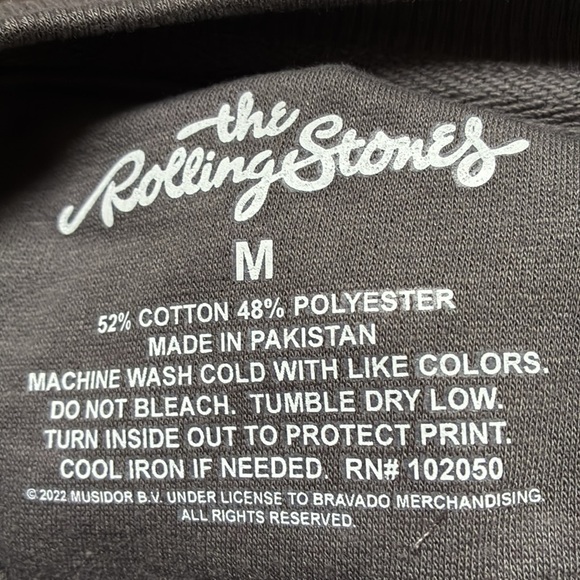 the
Rolling Stones
M
52% COTTON 48% POLYESTER
MADE IN PAKISTAN
MACHINE WASH COLD WITH LIKE COLORS.
DO NOT BLEACH. TUMBLE DRY LOW.
TURN INSIDE OUT TO PROTECT PRINT.
COOL IRON IF NEEDED. RN# 102050
© 2022 MUSIDOR B.V. UNDER LICENSE TO BRAVADO MERCHANDISING.
ALL RIGHTS RESERVED.